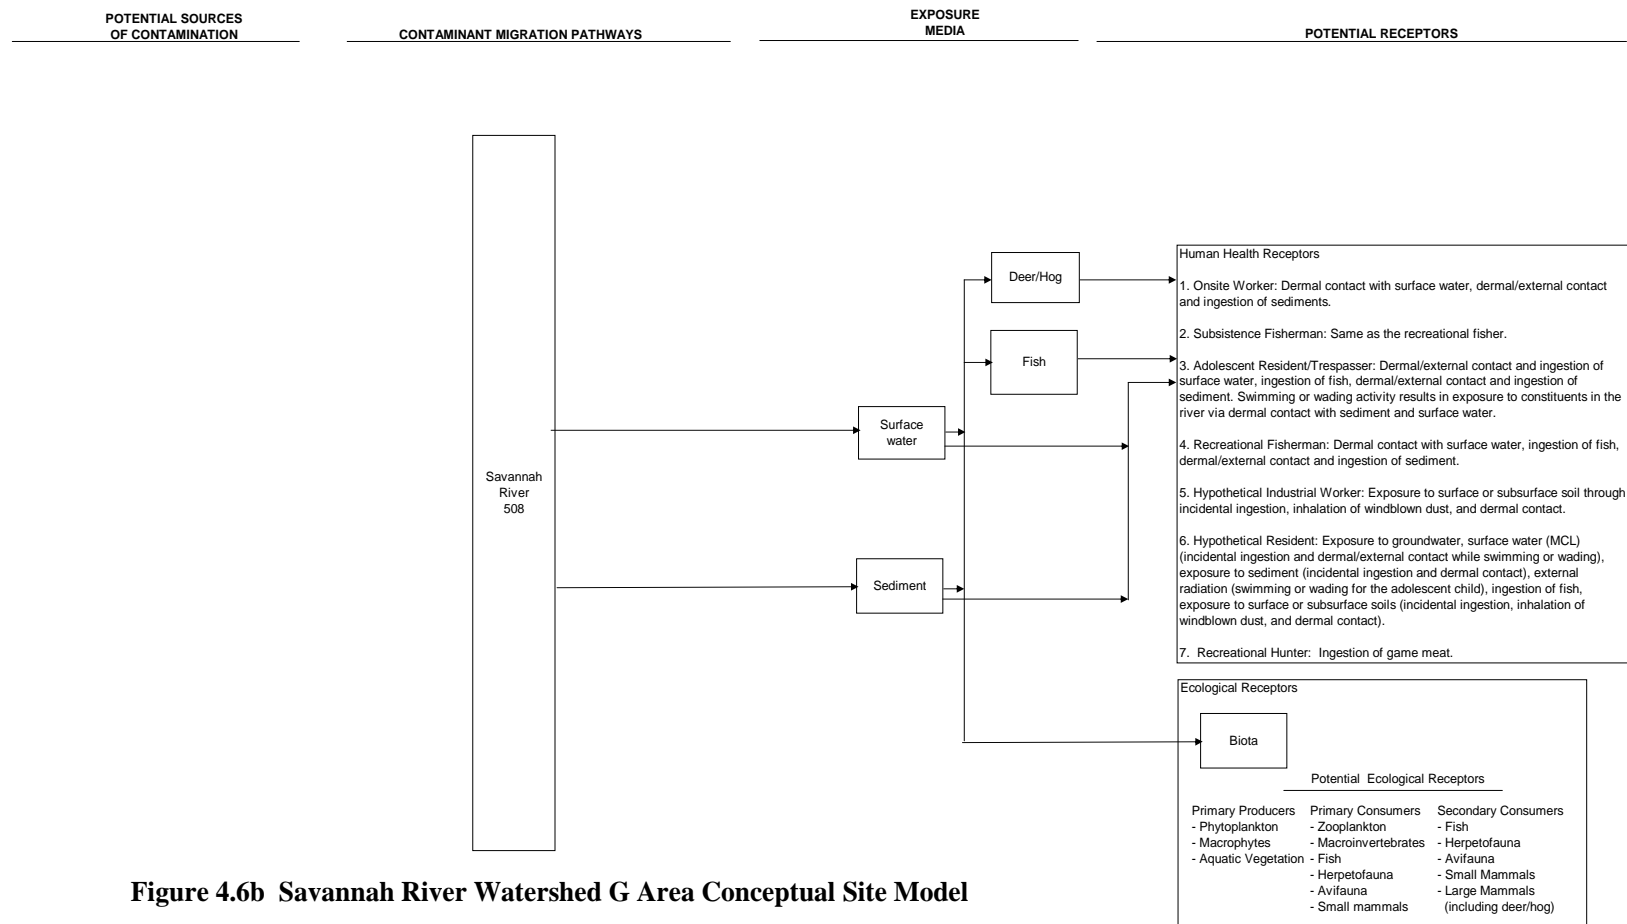 POTENTIAL SOURCES
OF CONTAMINATION
CONTAMINANT MIGRATION PATHWAYS
EXPOSURE
MEDIA
POTENTIAL RECEPTORS
Savannah
River
508
Surface
water
Sediment
Deer/Hog
Fish
Human Health Receptors
1. Onsite Worker: Dermal contact with surface water, dermal/external contact
and ingestion of sediments.
2. Subsistence Fisherman: Same as the recreational fisher.
3. Adolescent Resident/Trespasser: Dermal/external contact and ingestion of
surface water, ingestion of fish, dermal/external contact and ingestion of
sediment. Swimming or wading activity results in exposure to constituents in the
river via dermal contact with sediment and surface water.
4. Recreational Fisherman: Dermal contact with surface water, ingestion of fish,
dermal/external contact and ingestion of sediment.
5. Hypothetical Industrial Worker: Exposure to surface or subsurface soil through
incidental ingestion, inhalation of windblown dust, and dermal contact.
6. Hypothetical Resident: Exposure to groundwater, surface water (MCL)
(incidental ingestion and dermal/external contact while swimming or wading),
exposure to sediment (incidental ingestion and dermal contact), external
radiation (swimming or wading for the adolescent child), ingestion of fish,
exposure to surface or subsurface soils (incidental ingestion, inhalation of
windblown dust, and dermal contact).
7. Recreational Hunter: Ingestion of game meat.
Ecological Receptors
Biota
Potential Ecological Receptors
Primary Producers
- Phytoplankton
- Macrophytes
- Aquatic Vegetation
Primary Consumers
- Zooplankton
- Macroinvertebrates
- Fish
- Herpetofauna
- Avifauna
- Small mammals
Secondary Consumers
- Fish
- Herpetofauna
- Avifauna
- Small Mammals
- Large Mammals
(including deer/hog)
Figure 4.6b Savannah River Watershed G Area Conceptual Site Model